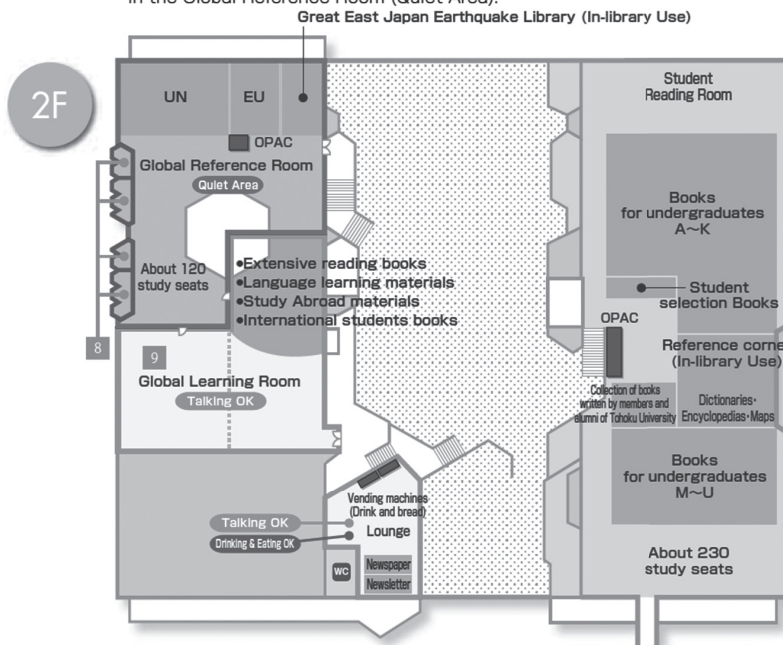 in the Global Reference Room (Quiet Area).
Great East Japan Earthquake Library (In-library Use)
2F
UN
EU
OPAC
Global Reference Room
Quiet Area
About 120
study seats
•Extensive reading books
•Language learning materials
•Study Abroad materials
•International students books
8
9
Global Learning Room
Talking OK
Vending machines
(Drink and bread)
Talking OK
Drinking & Eating OK
Lounge
WC
Newspaper
Newsletter
Student
Reading Room
Books
for undergraduates
A～K
Student
selection Books
OPAC
Reference corne
(In-library Use)
Collection of books
written by members and
alumni of Tohoku University
Dictionaries・
Encyclopedias・Maps
Books
for undergraduates
M～U
About 230
study seats